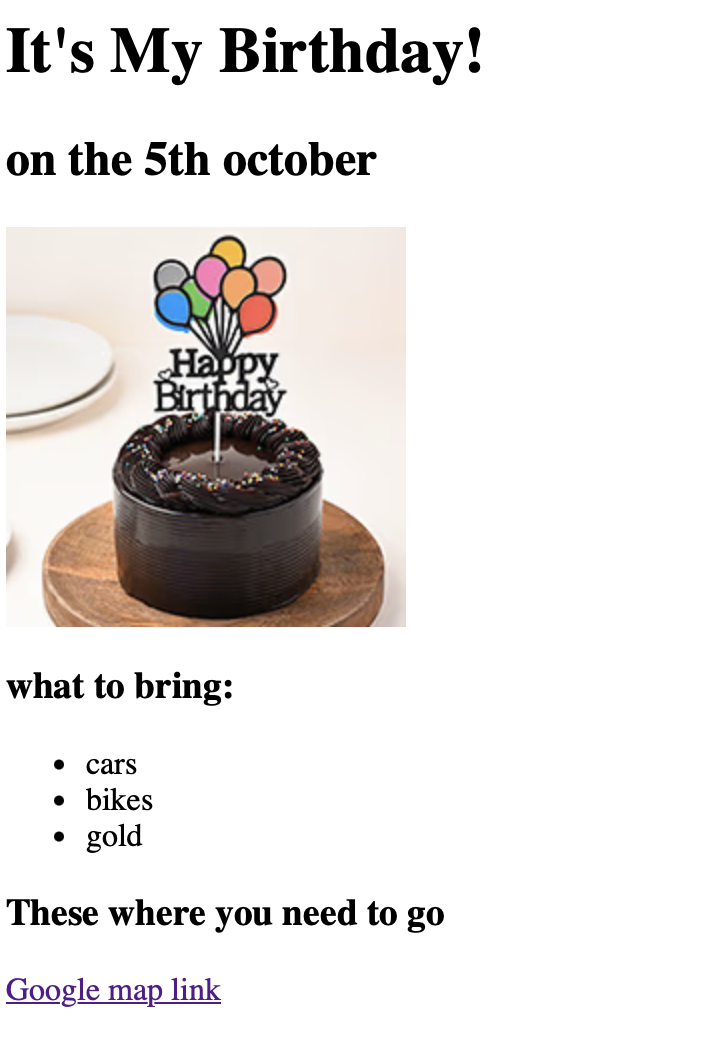 It's My Birthday!
on the 5th october
Happy
Birthday
what to bring:
cars
bikes
gold
These where you need to go
Google map link